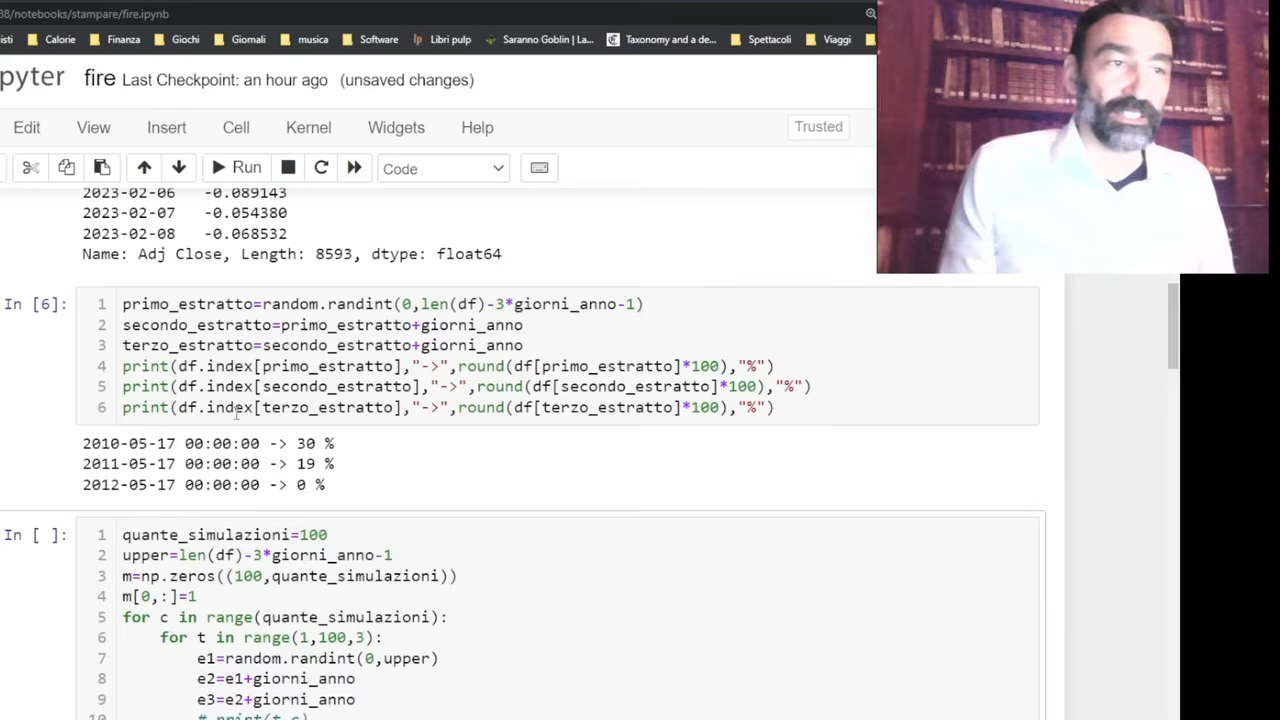 38/notebooks/stampare/fire.ipynb
Calorie Finanza Giochi Giornali musica Software Libri pulp Saranno Goblin | La... Taxonomy and a de... Spettacoli Viaggi
pyter fire Last Checkpoint: an hour ago (unsaved changes)
Edit View Insert Cell Kernel Widgets Help Trusted
Run Code
2023-02-06 -0.089143
2023-02-07 -0.054380
2023-02-08 -0.068532
Name: Adj Close, Length: 8593, dtype: float64
In [6]:
1 primo_estratto=random.randint(0,len(df)-3*giorni_anno-1)
2 secondo_estratto=primo_estratto+giorni_anno
3 terzo_estratto=secondo_estratto+giorni_anno
4 print(df.index[primo_estratto],"->",round(df[primo_estratto]*100),"%")
5 print(df.index[secondo_estratto],"->",round(df[secondo_estratto]*100),"%")
6 print(df.index[terzo_estratto],"->",round(df[terzo_estratto]*100),"%")
2010-05-17 00:00:00 -> 30 %
2011-05-17 00:00:00 -> 19 %
2012-05-17 00:00:00 -> 0 %
In [ ]:
1 quante_simulazioni=100
2 upper=len(df)-3*giorni_anno-1
3 m=np.zeros((100,quante_simulazioni))
4 m[0,:]=1
5 for c in range(quante_simulazioni):
6 for t in range(1,100,3):
7 e1=random.randint(0,upper)
8 e2=e1+giorni_anno
9 e3=e2+giorni_anno
10 # print(t,c)